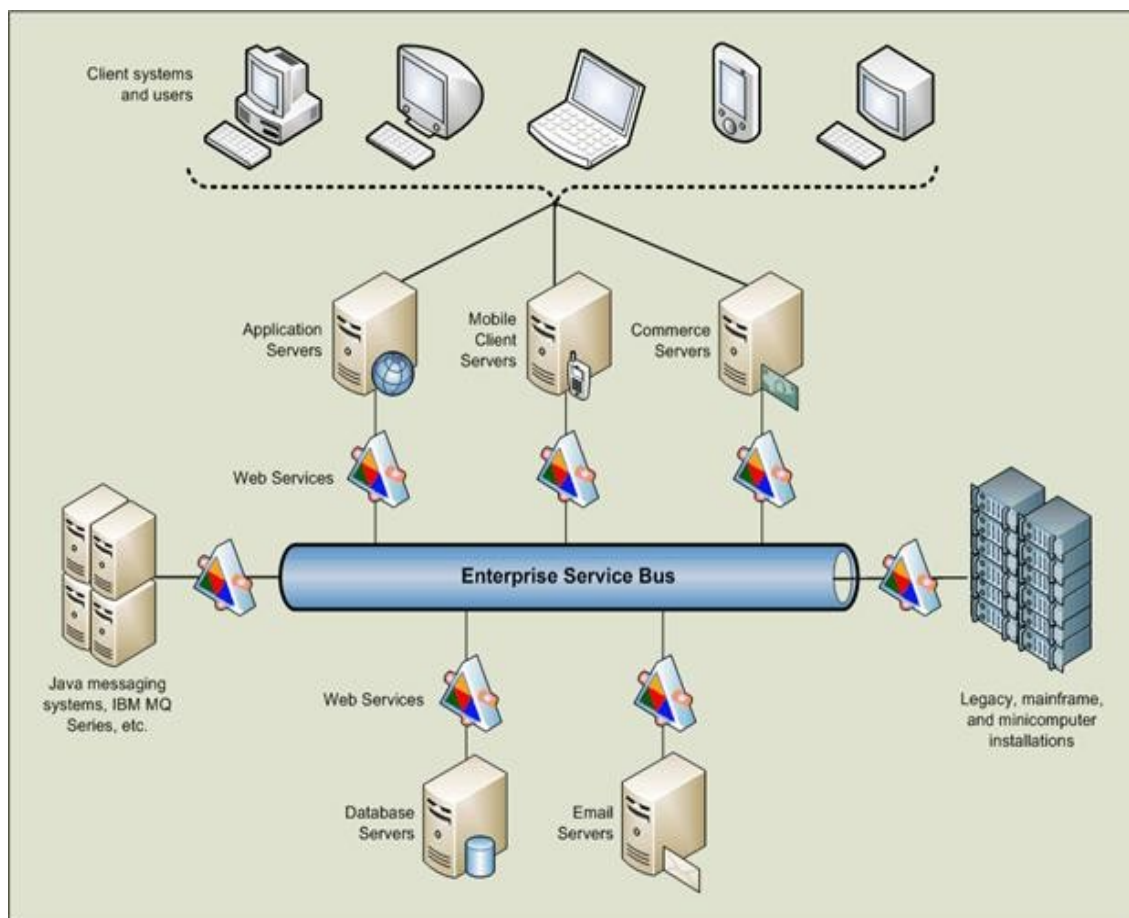 Client systems
and users
Application
Servers
Mobile
Client
Servers
Commerce
Servers
Web Services
Enterprise Service Bus
Java messaging
systems, IBM MQ
Series, etc.
Web Services
Legacy, mainframe,
and minicomputer
installations
Database
Servers
Email
Servers